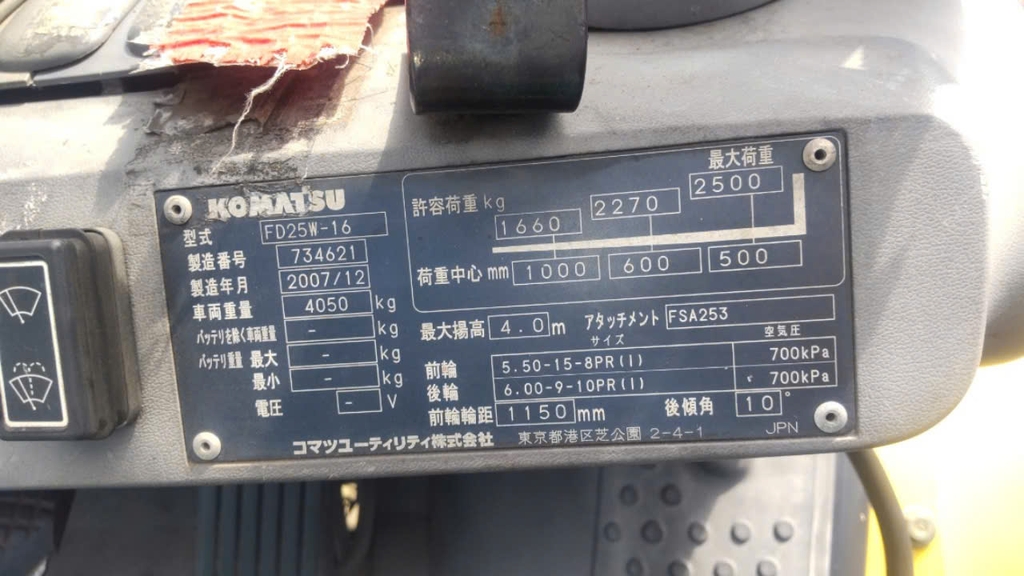 KOMATSU
型式 FD25W-16
製造番号 734621
製造年月 2007/12
車両重量 4050 kg
バッテリを除く車両重量 - kg
バッテリ重量 最大 - kg
最小 - kg
電圧 - V
最大荷重
許容荷重 kg 1660 2270 2500
荷重中心 mm 1000 600 500
最大揚高 4.0 m アタッチメント FSA253
サイズ 空気圧
前輪 5.50-15-8PR(I) 700kPa
後輪 6.00-9-10PR(I) 700kPa
前輪輪距 1150 mm 後傾角 10°
コマツユーティリティ株式会社 東京都港区芝公園 2-4-1 JPN